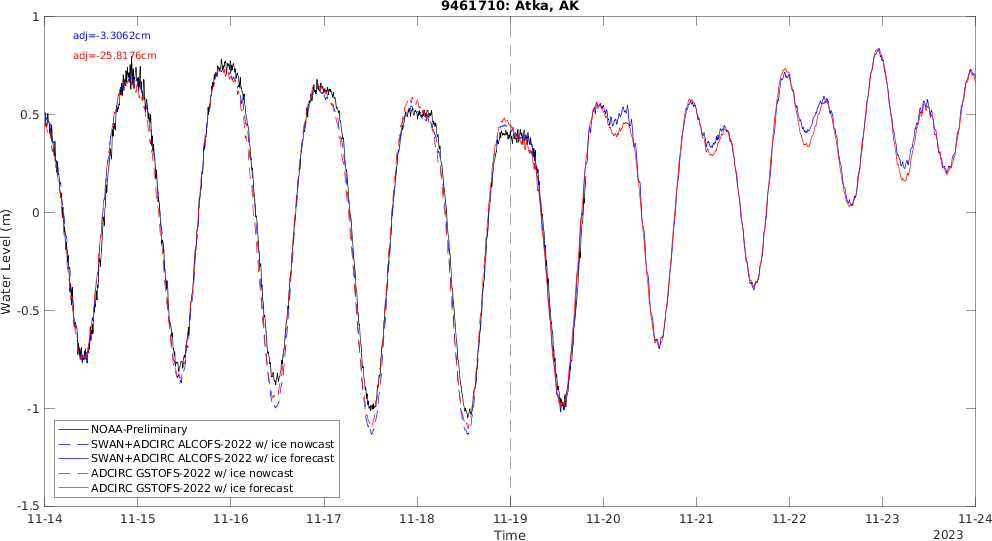 9461710: Atka, AK
adj=-3.3062cm
adj=-25.8176cm
1
0.5
0
-0.5
-1
-1.5
Water Level (m)
NOAA-Preliminary
SWAN+ADCIRC ALCOFS-2022 w/ ice nowcast
SWAN+ADCIRC ALCOFS-2022 w/ ice forecast
ADCIRC GSTOFS-2022 w/ ice nowcast
ADCIRC GSTOFS-2022 w/ ice forecast
11-14 11-15 11-16 11-17 11-18 11-19 11-20 11-21 11-22 11-23 11-24
Time
2023